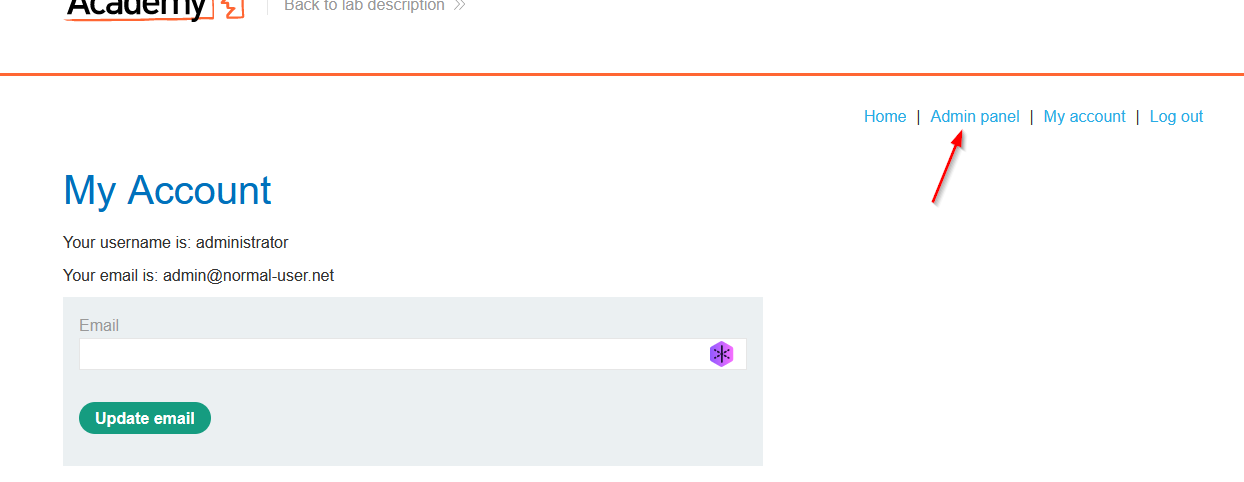 Academy
Back to lab description
Home | Admin panel | My account | Log out
My Account
Your username is: administrator
Your email is: admin@normal-user.net
Email
Update email